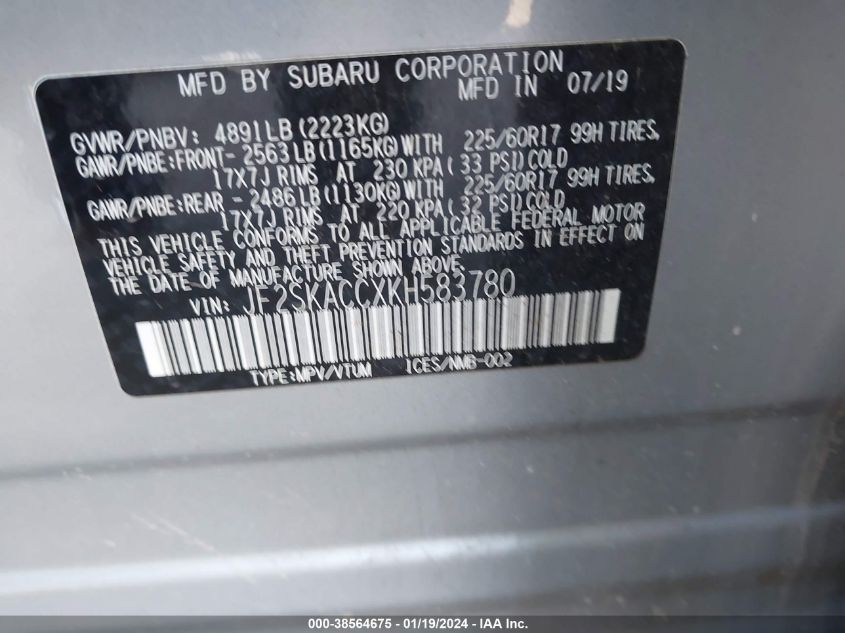 MFD BY SUBARU CORPORATION
MFD IN 07/19
GVWR/PNBV: 4891LB(2223KG)
GAWR/PNBE:FRONT- 2563LB(1165KG)WITH 225/60R17 99H TIRES,
17X7J RIMS AT 230 KPA( 33 PSI)COLD
GAWR/PNBE:REAR - 2486LB(1130KG)WITH 225/60R17 99H TIRES,
17X7J RIMS AT 220 KPA( 32 PSI)COLD
THIS VEHICLE CONFORMS TO ALL APPLICABLE FEDERAL MOTOR
VEHICLE SAFETY AND THEFT PREVENTION STANDARDS IN EFFECT ON
THE DATE OF MANUFACTURE SHOWN ABOVE.
VIN: JF2SKACCXKH583780
TYPE:MPV/VTUM ICES/NMB-002
000-38564675 - 01/19/2024 - IAA Inc.